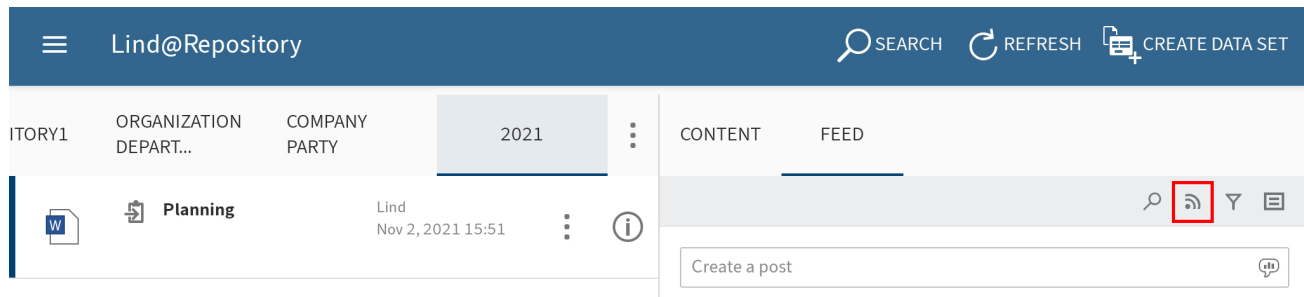 Lind@Repository
SEARCH
REFRESH
CREATE DATA SET
ITORY1
ORGANIZATION
DEPART...
COMPANY
PARTY
2021
CONTENT
FEED
W
Planning
Lind
Nov 2, 2021 15:51
Create a post